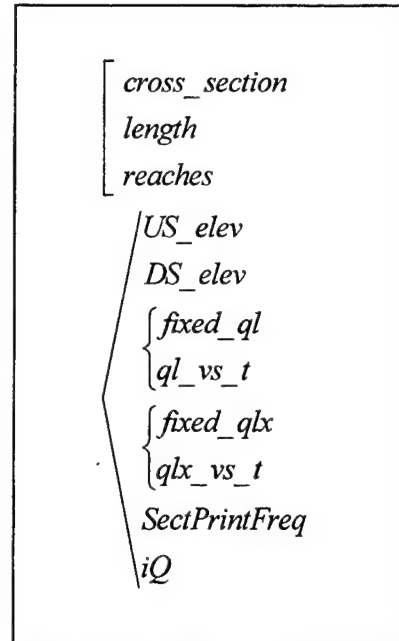 cross_section
length
reaches
US_elev
DS_elev
fixed_ql
ql_vs_t
fixed_qlx
qlx_vs_t
SectPrintFreq
iQ